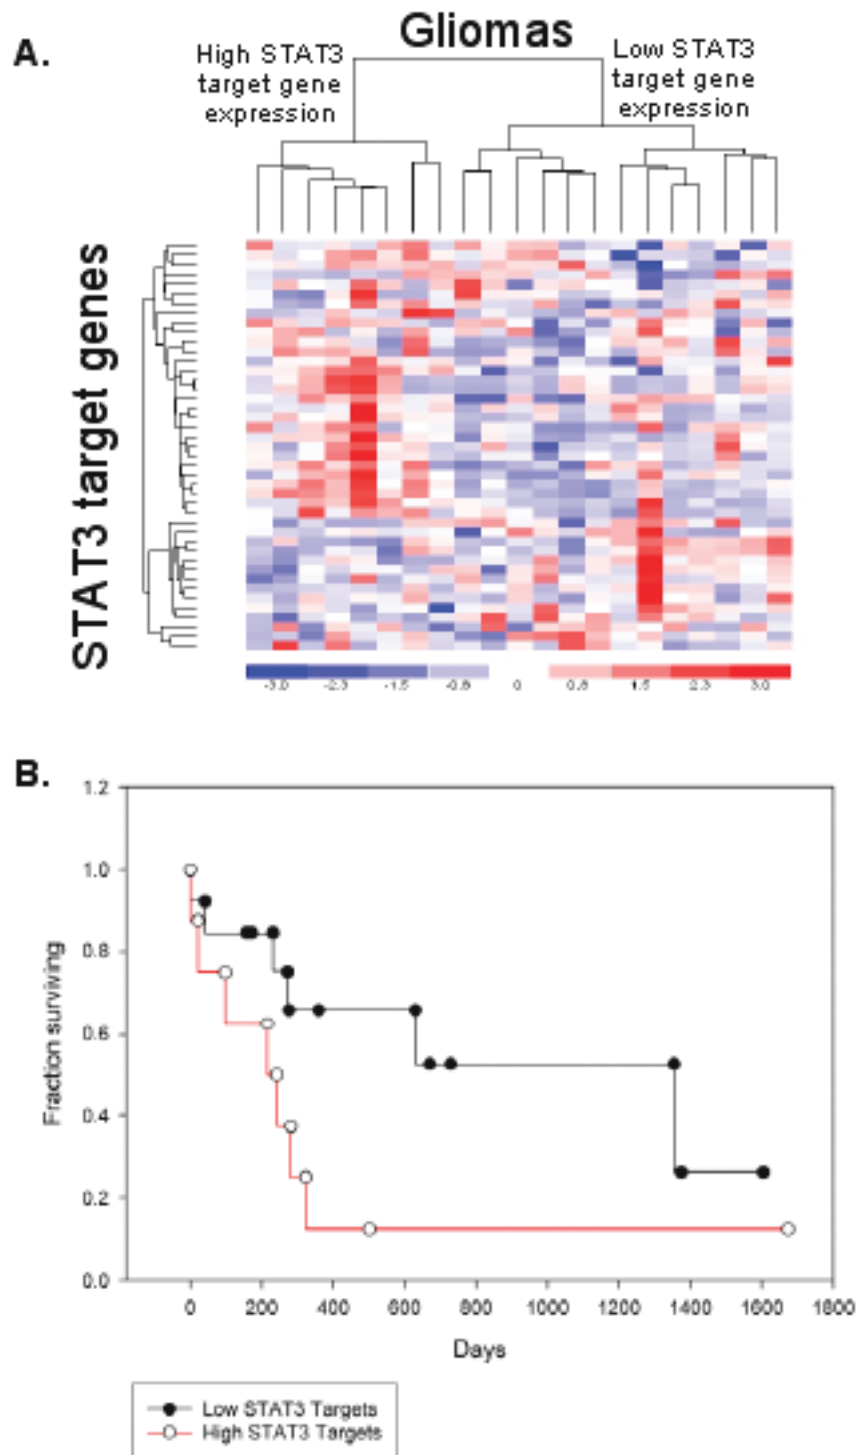 A.
Gliomas
High STAT3
target gene
expression
Low STAT3
target gene
expression
STAT3 target genes
-3.0 -2.3 -1.5 -0.8 0 0.8 1.5 2.3 3.0
B.
1.2
1.0
0.8
0.6
0.4
0.2
0.0
Fraction surviving
0 200 400 600 800 1000 1200 1400 1600 1800
Days
Low STAT3 Targets
High STAT3 Targets